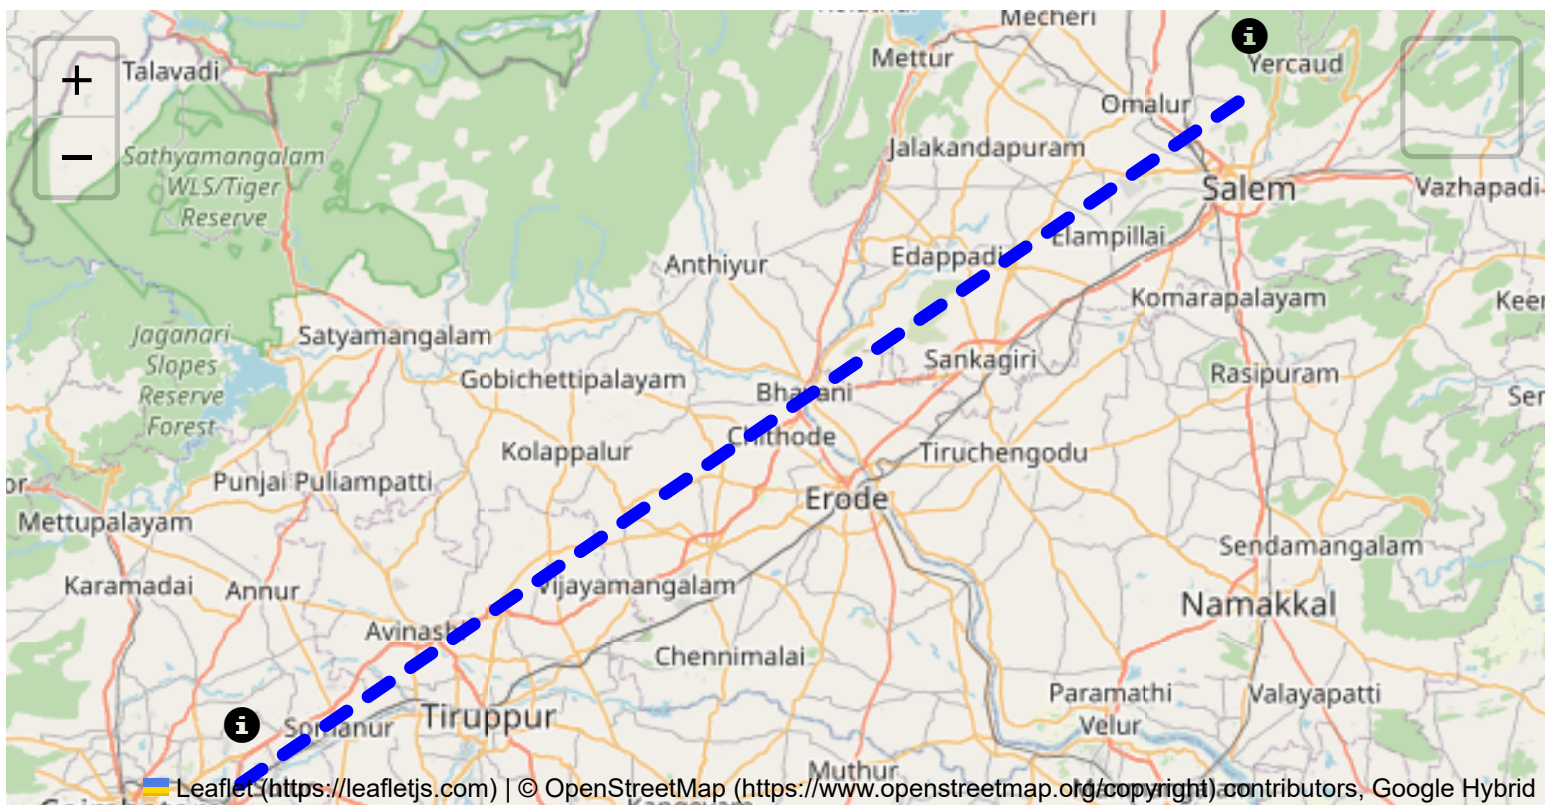 Mecheri
Mettur
Talavadi
Yercaud
Omalur
Jalakandapuram
Sathyamangalam
WLS/Tiger
Reserve
Salem
Vazhapadi
Elampillai
Edappadi
Anthiyur
Komarapalayam
Keer
Jaganari
Slopes
Reserve
Forest
Satyamangalam
Sankagiri
Gobichettipalayam
Rasipuram
Bhavani
Ser
Chithode
Kolappalur
Tiruchengodu
Punjai Puliampatti
or
Erode
Mettupalayam
Sendamangalam
Karamadai
Annur
Vijayamangalam
Namakkal
Avinashi
Chennimalai
Paramathi
Velur
Valayapatti
Somanur
Tiruppur
Muthur
+
−
i
i
Leaflet (https://leafletjs.com) | © OpenStreetMap (https://www.openstreetmap.org/copyright) contributors, Google Hybrid